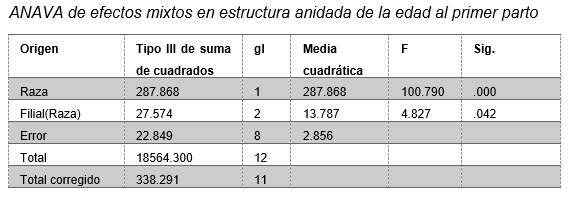 ANAVA de efectos mixtos en estructura anidada de la edad al primer parto
Origen Tipo III de suma de cuadrados gl Media cuadrática F Sig.
Raza 287.868 1 287.868 100.790 .000
Filial(Raza) 27.574 2 13.787 4.827 .042
Error 22.849 8 2.856
Total 18564.300 12
Total corregido 338.291 11